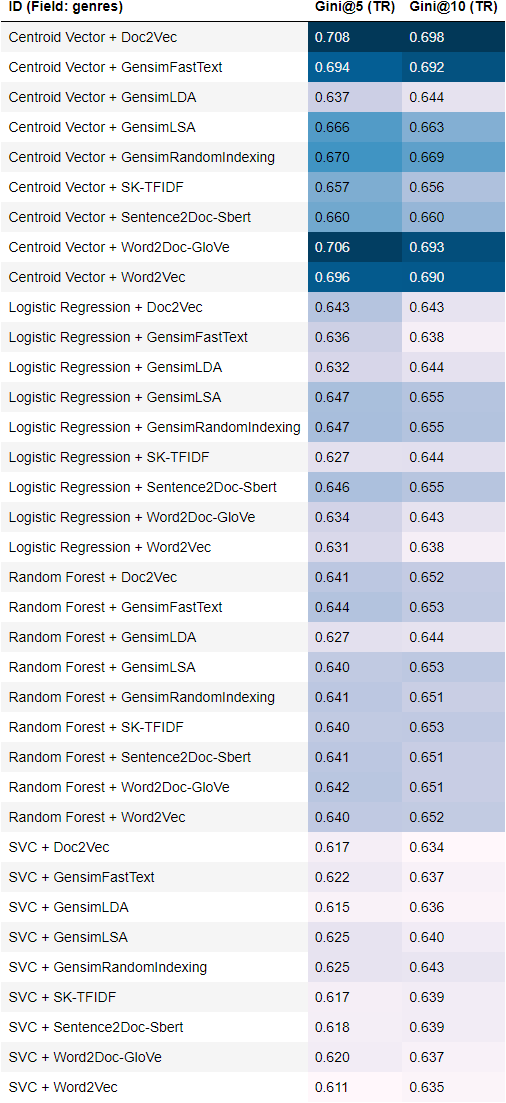 ID (Field: genres) Gini@5 (TR) Gini@10 (TR)
Centroid Vector + Doc2Vec 0.708 0.698
Centroid Vector + GensimFastText 0.694 0.692
Centroid Vector + GensimLDA 0.637 0.644
Centroid Vector + GensimLSA 0.666 0.663
Centroid Vector + GensimRandomIndexing 0.670 0.669
Centroid Vector + SK-TFIDF 0.657 0.656
Centroid Vector + Sentence2Doc-Sbert 0.660 0.660
Centroid Vector + Word2Doc-GloVe 0.706 0.693
Centroid Vector + Word2Vec 0.696 0.690
Logistic Regression + Doc2Vec 0.643 0.643
Logistic Regression + GensimFastText 0.636 0.638
Logistic Regression + GensimLDA 0.632 0.644
Logistic Regression + GensimLSA 0.647 0.655
Logistic Regression + GensimRandomIndexing 0.647 0.655
Logistic Regression + SK-TFIDF 0.627 0.644
Logistic Regression + Sentence2Doc-Sbert 0.646 0.655
Logistic Regression + Word2Doc-GloVe 0.634 0.643
Logistic Regression + Word2Vec 0.631 0.638
Random Forest + Doc2Vec 0.641 0.652
Random Forest + GensimFastText 0.644 0.653
Random Forest + GensimLDA 0.627 0.644
Random Forest + GensimLSA 0.640 0.653
Random Forest + GensimRandomIndexing 0.641 0.651
Random Forest + SK-TFIDF 0.640 0.653
Random Forest + Sentence2Doc-Sbert 0.641 0.651
Random Forest + Word2Doc-GloVe 0.642 0.651
Random Forest + Word2Vec 0.640 0.652
SVC + Doc2Vec 0.617 0.634
SVC + GensimFastText 0.622 0.637
SVC + GensimLDA 0.615 0.636
SVC + GensimLSA 0.625 0.640
SVC + GensimRandomIndexing 0.625 0.643
SVC + SK-TFIDF 0.617 0.639
SVC + Sentence2Doc-Sbert 0.618 0.639
SVC + Word2Doc-GloVe 0.620 0.637
SVC + Word2Vec 0.611 0.635